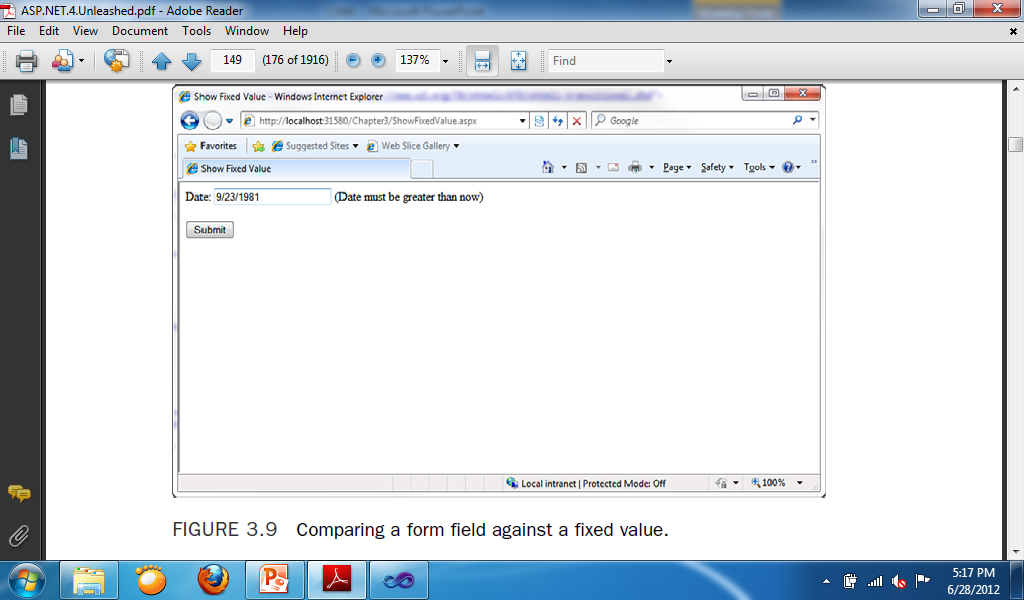 ASP.NET.4.Unleashed.pdf - Adobe Reader
File Edit View Document Tools Window Help
149 (176 of 1916) 137% Find
Show Fixed Value - Windows Internet Explorer
http://localhost:31580/Chapter3/ShowFixedValue.aspx Google
Favorites Suggested Sites Web Slice Gallery
Show Fixed Value Page Safety Tools
Date: 9/23/1981 (Date must be greater than now)
Submit
Local intranet | Protected Mode: Off 100%
FIGURE 3.9 Comparing a form field against a fixed value.
5:17 PM
6/28/2012